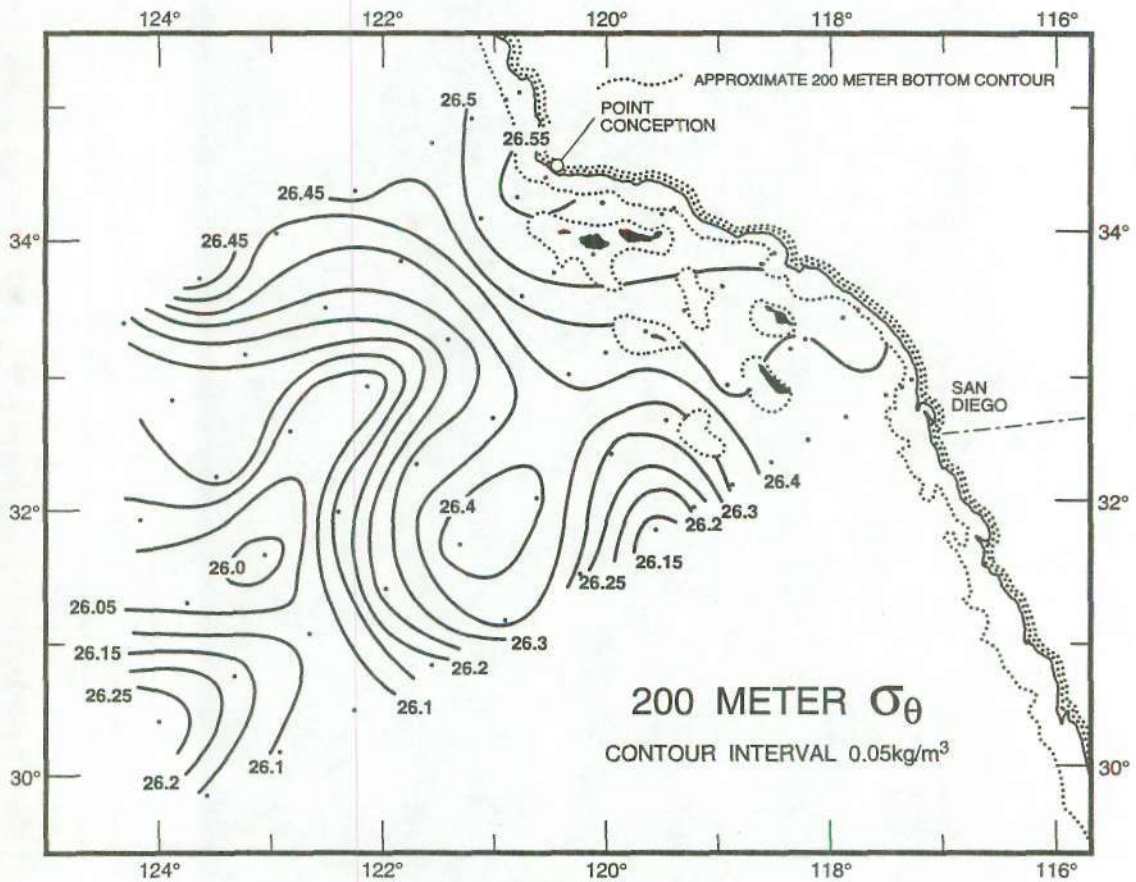 124° 122° 120° 118° 116°
APPROXIMATE 200 METER BOTTOM CONTOUR
26.5
POINT
CONCEPTION
26.55
26.45
34° 26.45 34°
SAN
DIEGO
26.4
32° 26.4 26.3 32°
26.2
26.0 26.15
26.25
26.05
26.15 26.3
26.2
26.25 26.1
200 METER σθ
CONTOUR INTERVAL 0.05kg/m³
30° 26.2 26.1 30°
124° 122° 120° 118° 116°